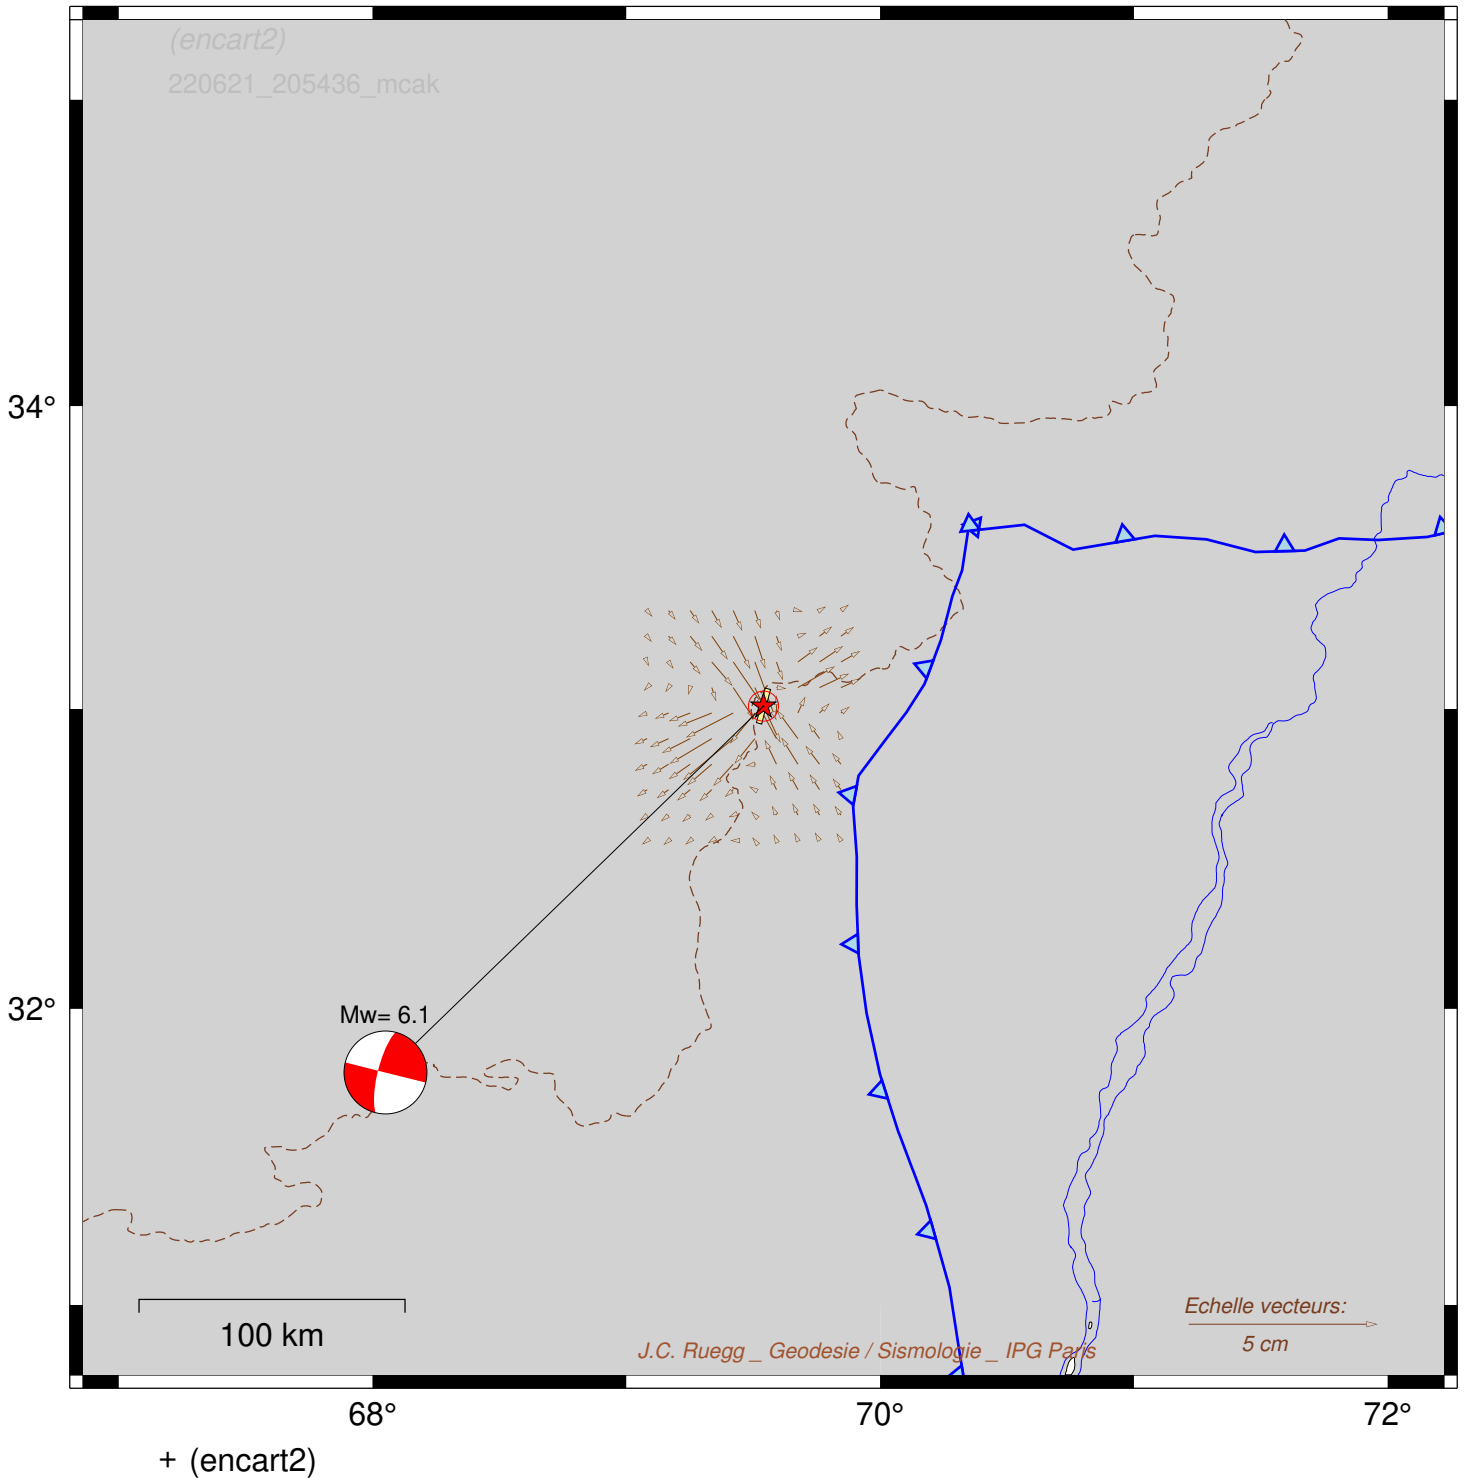 (encart2)
220621_205436_mcak
34°
32°
Mw= 6.1
100 km
Echelle vecteurs:
5 cm
J.C. Ruegg _ Geodesie / Sismologie _ IPG Paris
68°
70°
72°
+ (encart2)